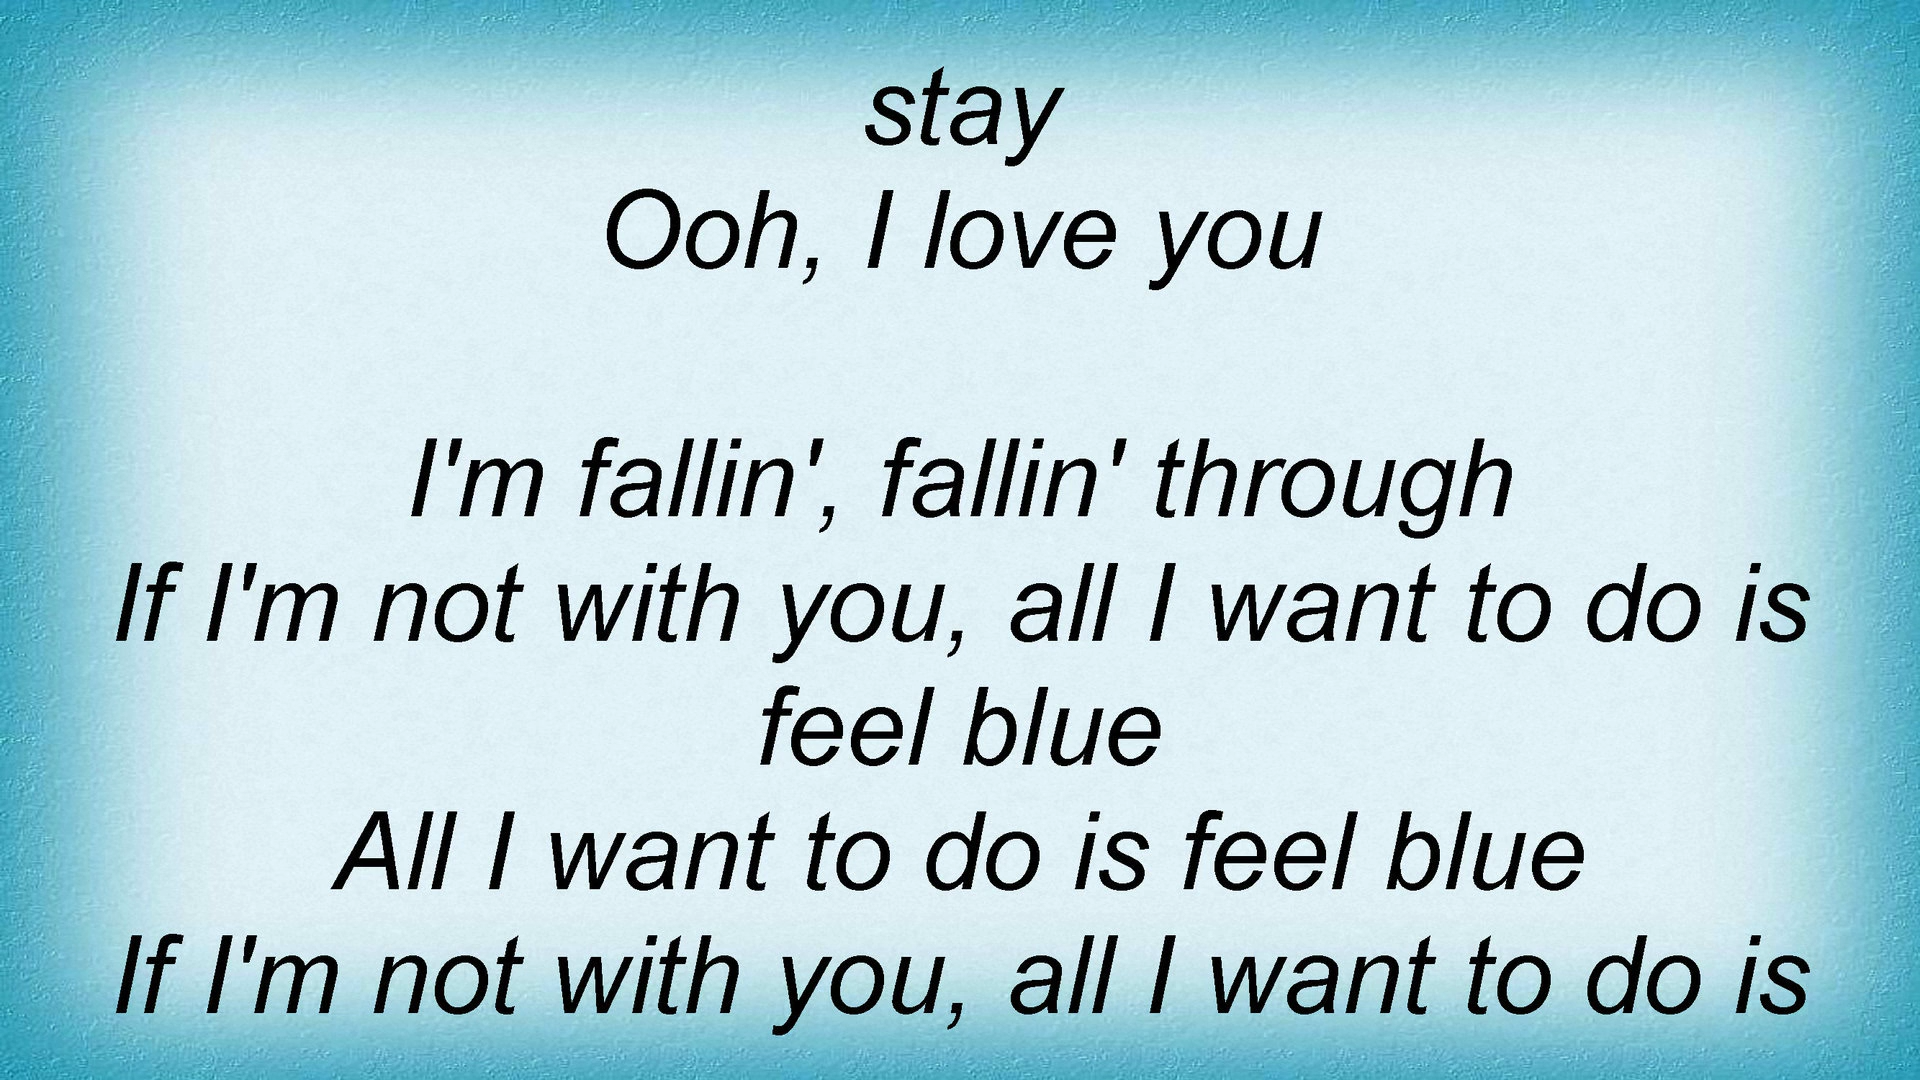 stay
Ooh, I love you
I'm fallin', fallin' through
If I'm not with you, all I want to do is
feel blue
All I want to do is feel blue
If I'm not with you, all I want to do is